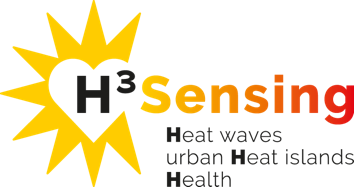 H³Sensing
Heat waves
urban Heat islands
Health